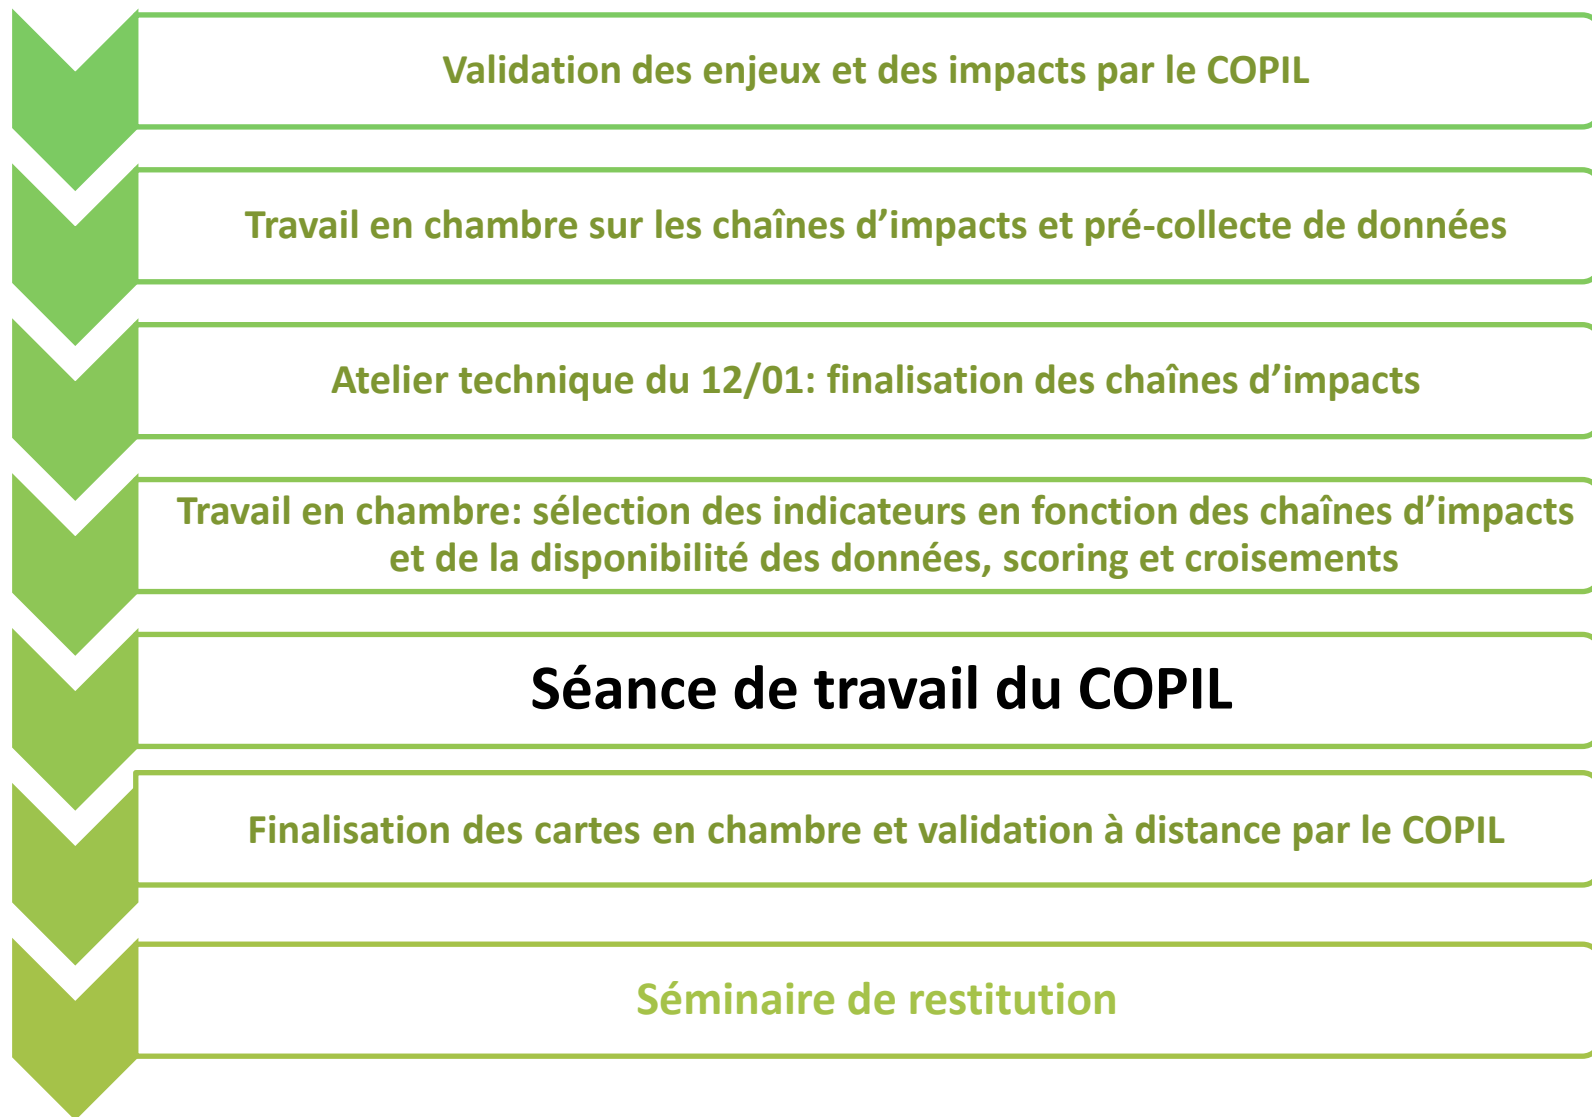 Validation des enjeux et des impacts par le COPIL
Travail en chambre sur les chaînes d’impacts et pré-collecte de données
Atelier technique du 12/01: finalisation des chaînes d’impacts
Travail en chambre: sélection des indicateurs en fonction des chaînes d’impacts
et de la disponibilité des données, scoring et croisements
Séance de travail du COPIL
Finalisation des cartes en chambre et validation à distance par le COPIL
Séminaire de restitution